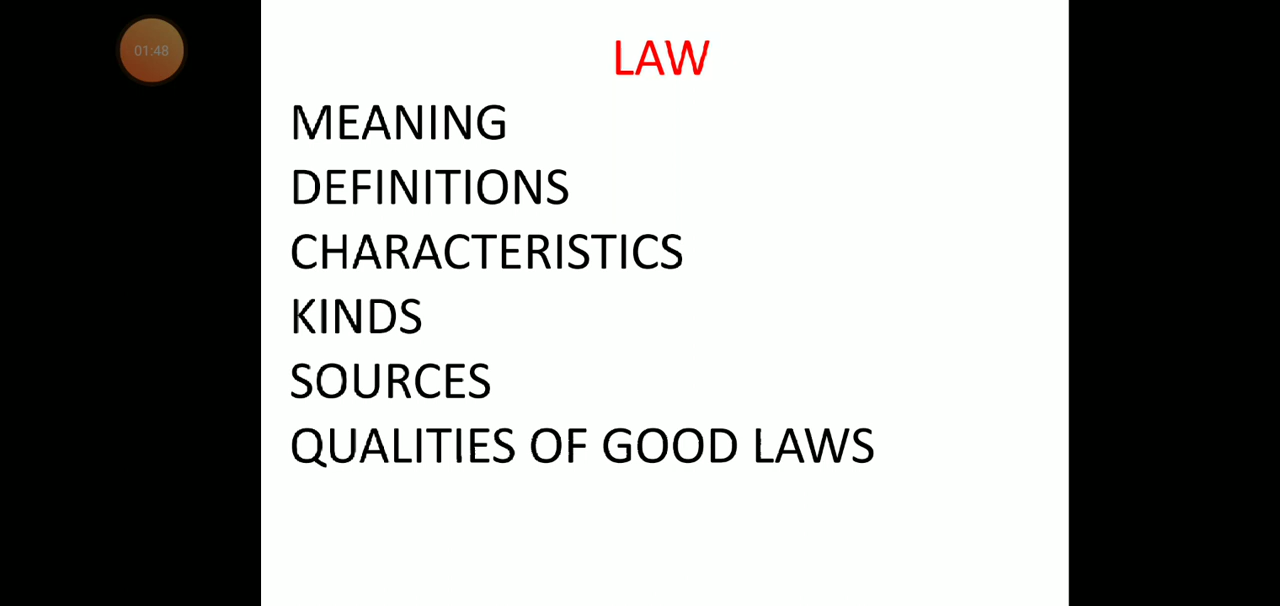 01:48
LAW
MEANING
DEFINITIONS
CHARACTERISTICS
KINDS
SOURCES
QUALITIES OF GOOD LAWS